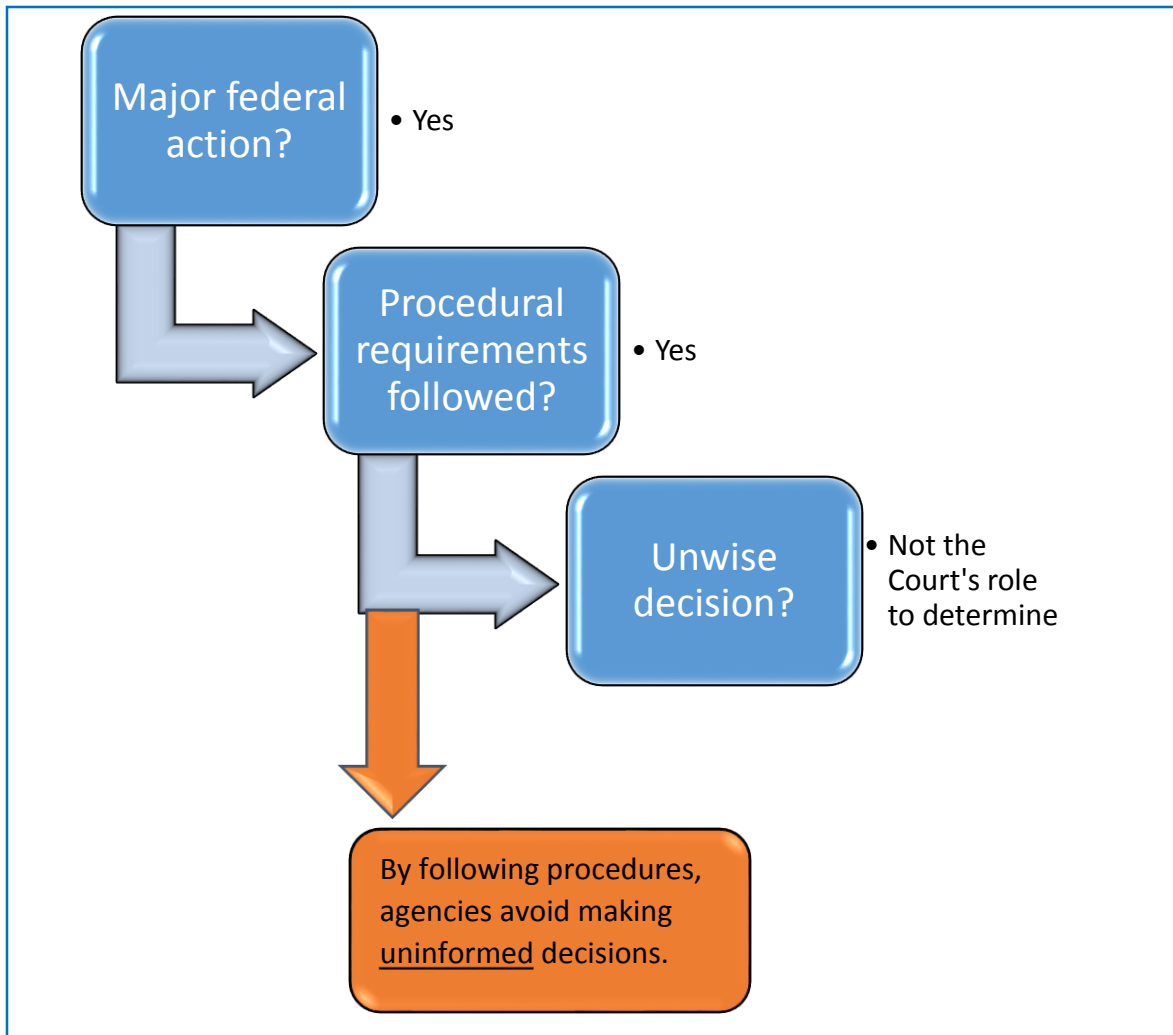 Major federal
action?
• Yes
Procedural
requirements
followed?
• Yes
Unwise
decision?
• Not the
Court's role
to determine
By following procedures,
agencies avoid making
uninformed decisions.